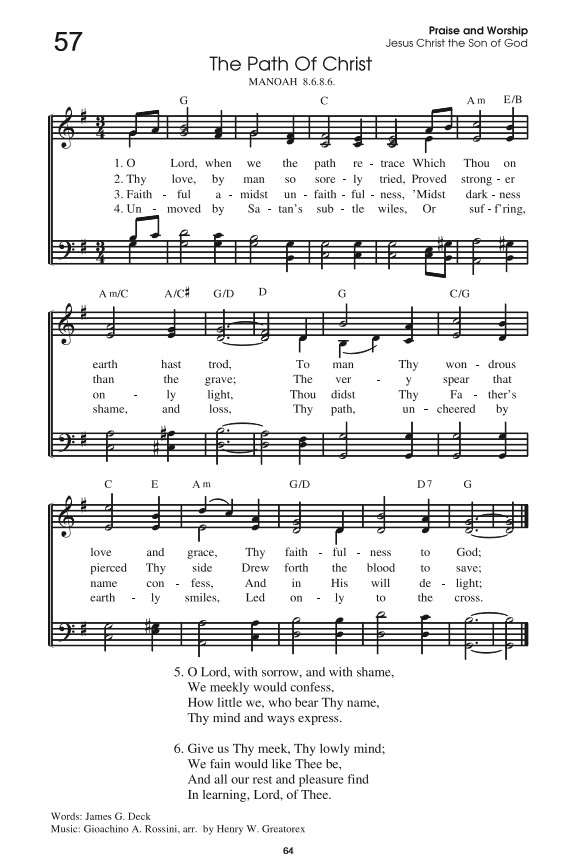 57
Praise and Worship
Jesus Christ the Son of God
The Path Of Christ
MANOAH 8.6.8.6.
G C A m E/B
1. O Lord, when we the path re - trace Which Thou on
2. Thy love, by man so sore - ly tried, Proved strong - er
3. Faith - ful a - midst un - faith - ful - ness, 'Midst dark - ness
4. Un - moved by Sa - tan's sub - tle wiles, Or suf - f'ring,
A m/C A/C♯ G/D D G C/G
earth hast trod, To man Thy won - drous
than the grave; The ver - y spear that
on - ly light, Thou didst Thy Fa - ther's
shame, and loss, Thy path, un - cheered by
C E A m G/D D7 G
love and grace, Thy faith - ful - ness to God;
pierced Thy side Drew forth the blood to save;
name con - fess, And in His will de - light;
earth - ly smiles, Led on - ly to the cross.
5. O Lord, with sorrow, and with shame,
We meekly would confess,
How little we, who bear Thy name,
Thy mind and ways express.
6. Give us Thy meek, Thy lowly mind;
We fain would like Thee be,
And all our rest and pleasure find
In learning, Lord, of Thee.
Words: James G. Deck
Music: Gioachino A. Rossini, arr. by Henry W. Greatorex
64